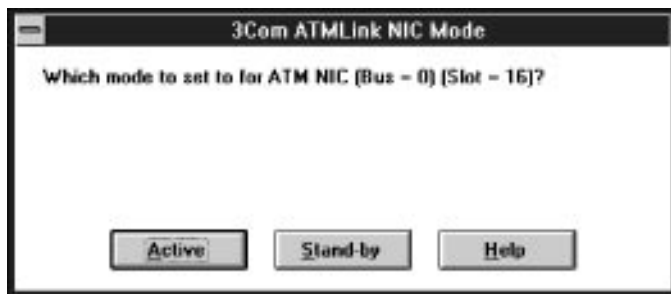 3Com ATMLink NIC Mode
Which mode to set to for ATM NIC (Bus = 0) (Slot = 16)?
Active Stand-by Help